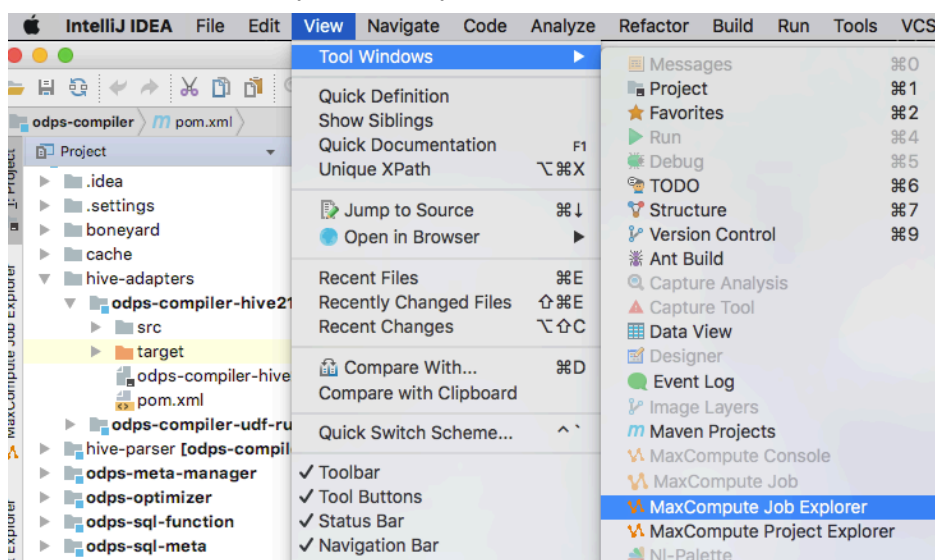 IntelliJ IDEA File Edit View Navigate Code Analyze Refactor Build Run Tools VCS
odps-compiler m pom.xml
Project
.idea
.settings
boneyard
cache
hive-adapters
odps-compiler-hive21
src
target
odps-compiler-hive
pom.xml
odps-compiler-udf-ru
hive-parser [odps-compil
odps-meta-manager
odps-optimizer
odps-sql-function
odps-sql-meta
1: Project
MaxCompute Job Explorer
Explorer
Tool Windows
Quick Definition
Show Siblings
Quick Documentation F1
Unique XPath ⌥⌘X
Jump to Source ⌘↓
Open in Browser
Recent Files ⌘E
Recently Changed Files ⇧⌘E
Recent Changes ⌥⇧C
Compare With... ⌘D
Compare with Clipboard
Quick Switch Scheme... ^ `
✓ Toolbar
✓ Tool Buttons
✓ Status Bar
✓ Navigation Bar
Messages ⌘0
Project ⌘1
Favorites ⌘2
Run ⌘4
Debug ⌘5
TODO ⌘6
Structure ⌘7
Version Control ⌘9
Ant Build
Capture Analysis
Capture Tool
Data View
Designer
Event Log
Image Layers
m Maven Projects
MaxCompute Console
MaxCompute Job
MaxCompute Job Explorer
MaxCompute Project Explorer
NI-Palette